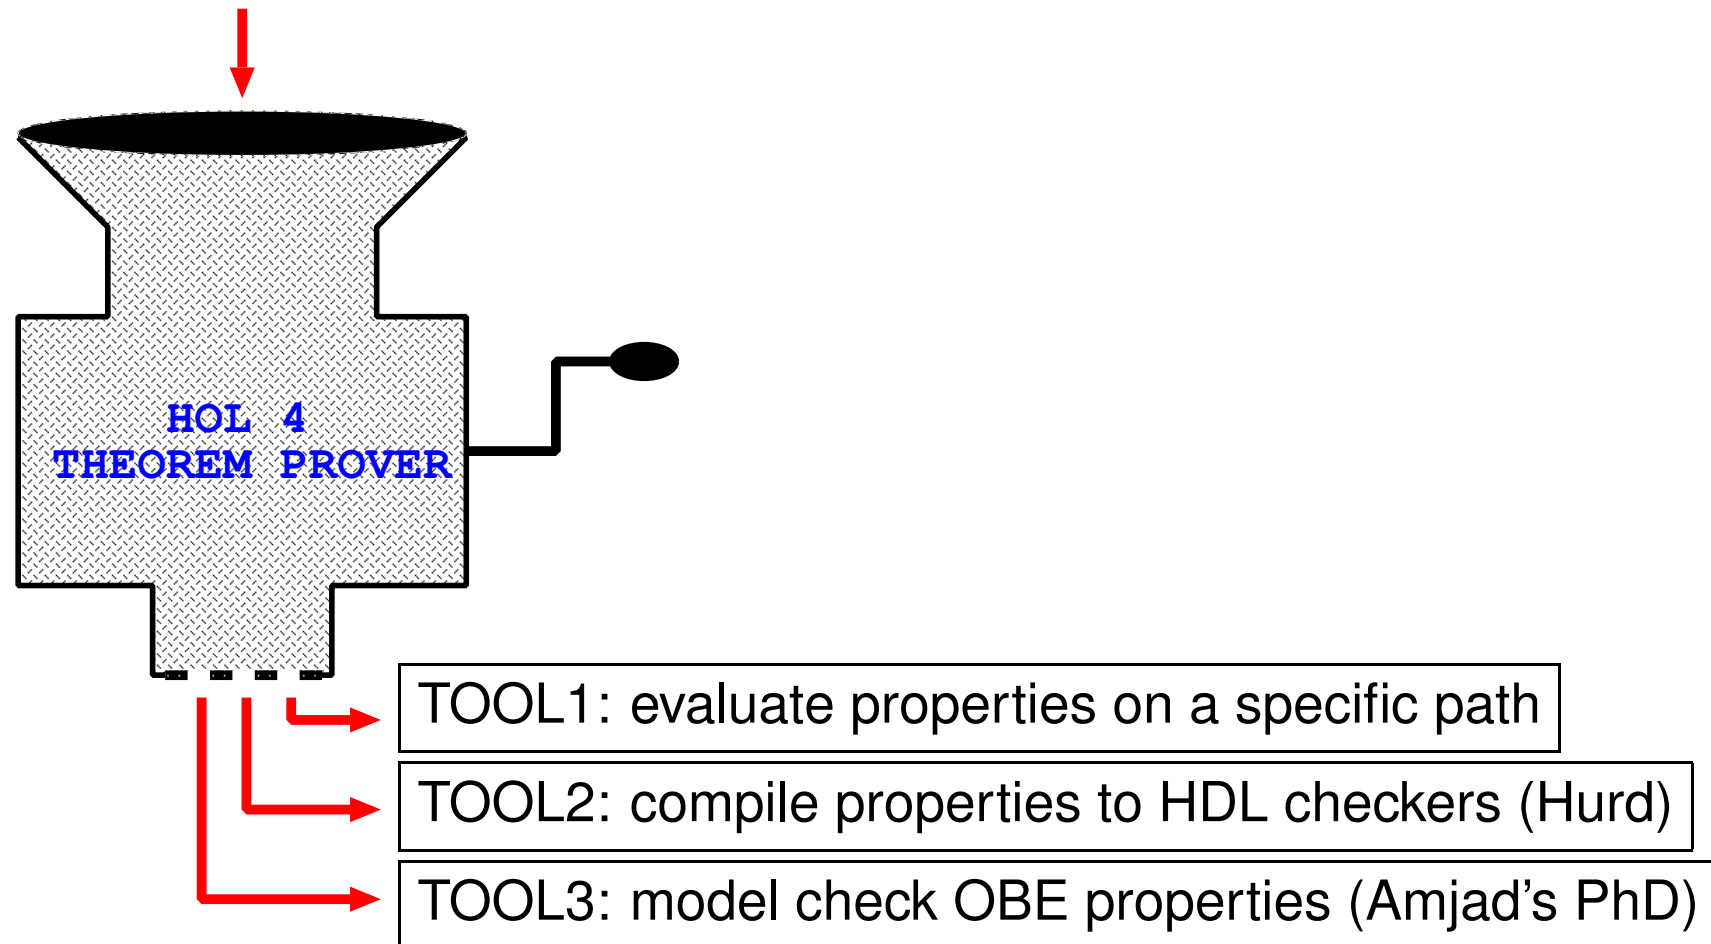 HOL 4
THEOREM PROVER
TOOL1: evaluate properties on a specific path
TOOL2: compile properties to HDL checkers (Hurd)
TOOL3: model check OBE properties (Amjad's PhD)